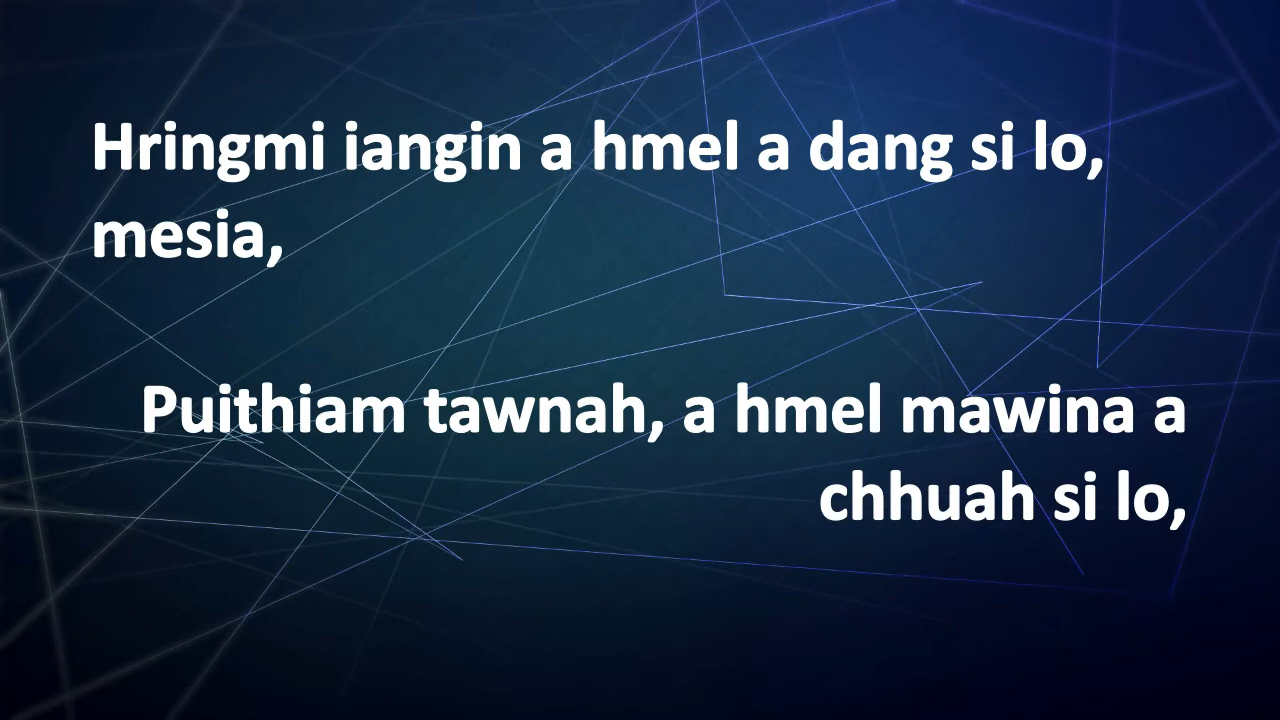 Hringmi iangin a hmel a dang si lo,
mesia,
Puithiam tawnah, a hmel mawina a
chhuah si lo,